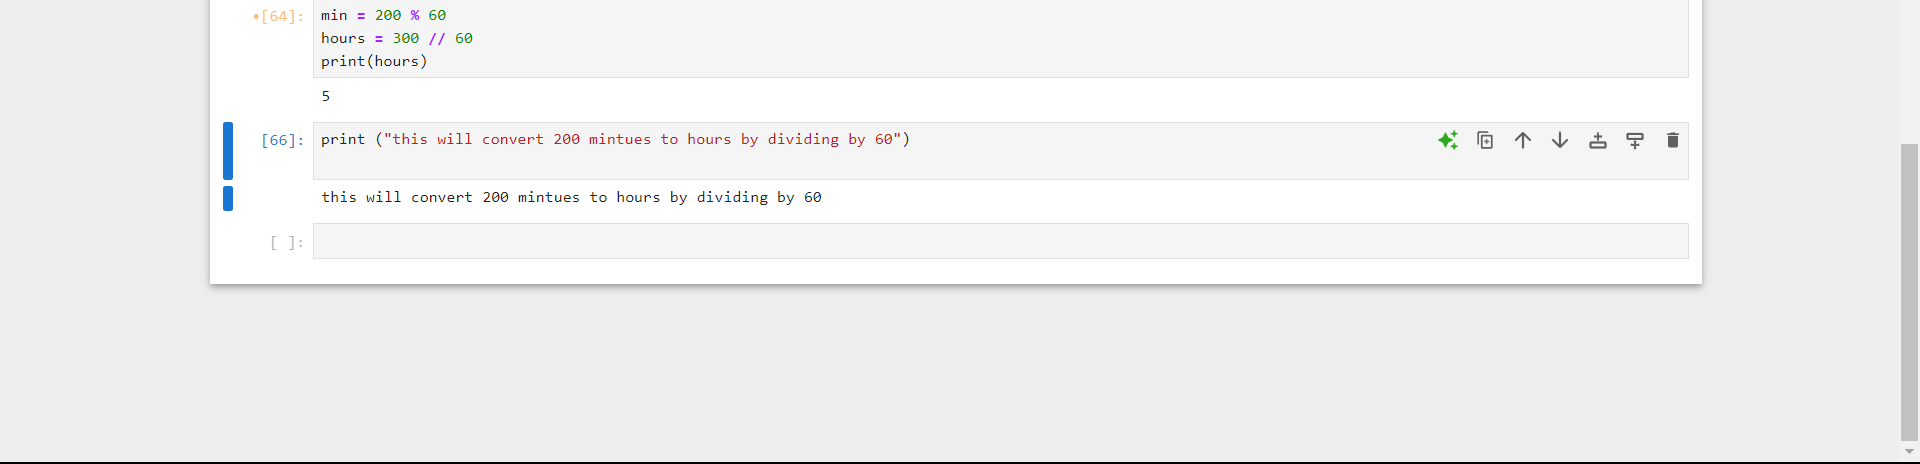 [64]: min = 200 % 60
hours = 300 // 60
print(hours)
5
[66]: print ("this will convert 200 mintues to hours by dividing by 60")
this will convert 200 mintues to hours by dividing by 60
[ ]: